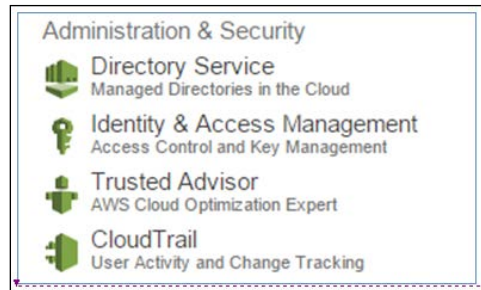 Administration & Security
Directory Service
Managed Directories in the Cloud
Identity & Access Management
Access Control and Key Management
Trusted Advisor
AWS Cloud Optimization Expert
CloudTrail
User Activity and Change Tracking